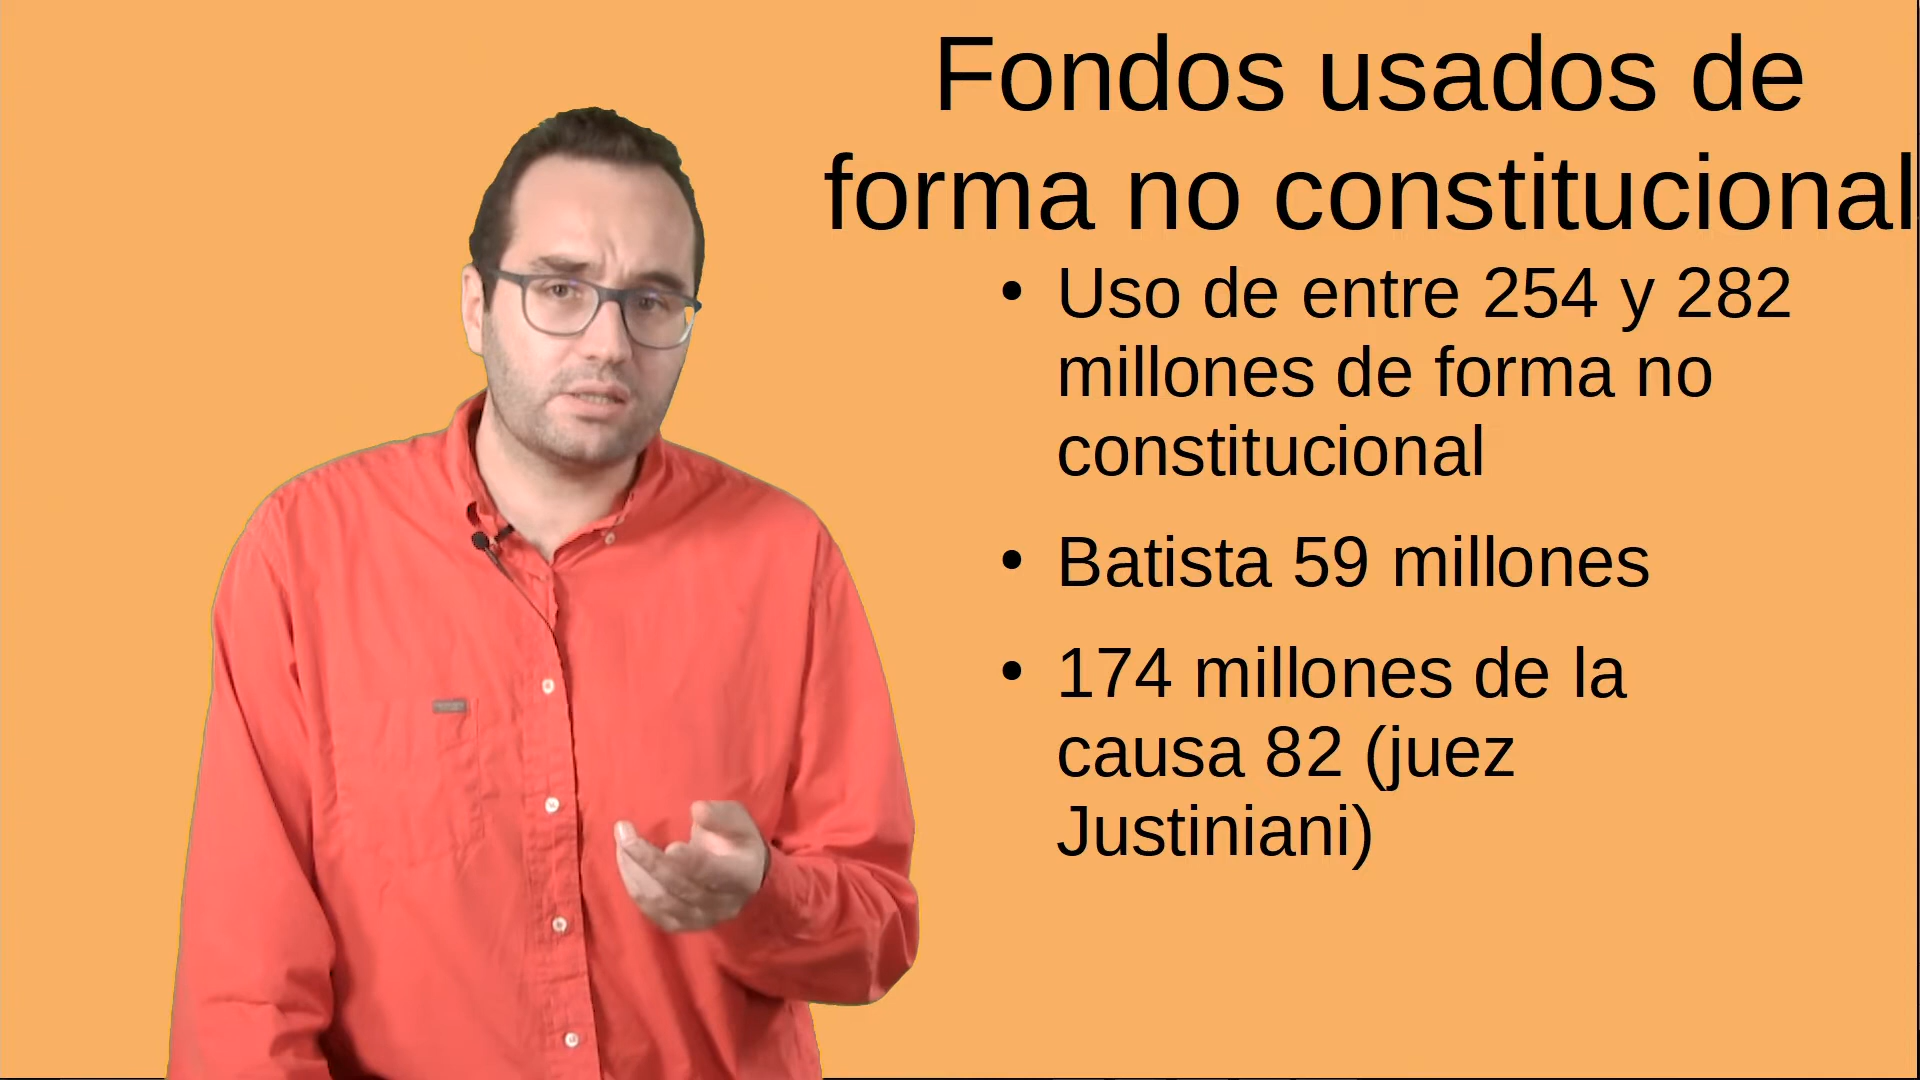 Fondos usados de
forma no constitucional
• Uso de entre 254 y 282
millones de forma no
constitucional
• Batista 59 millones
• 174 millones de la
causa 82 (juez
Justiniani)